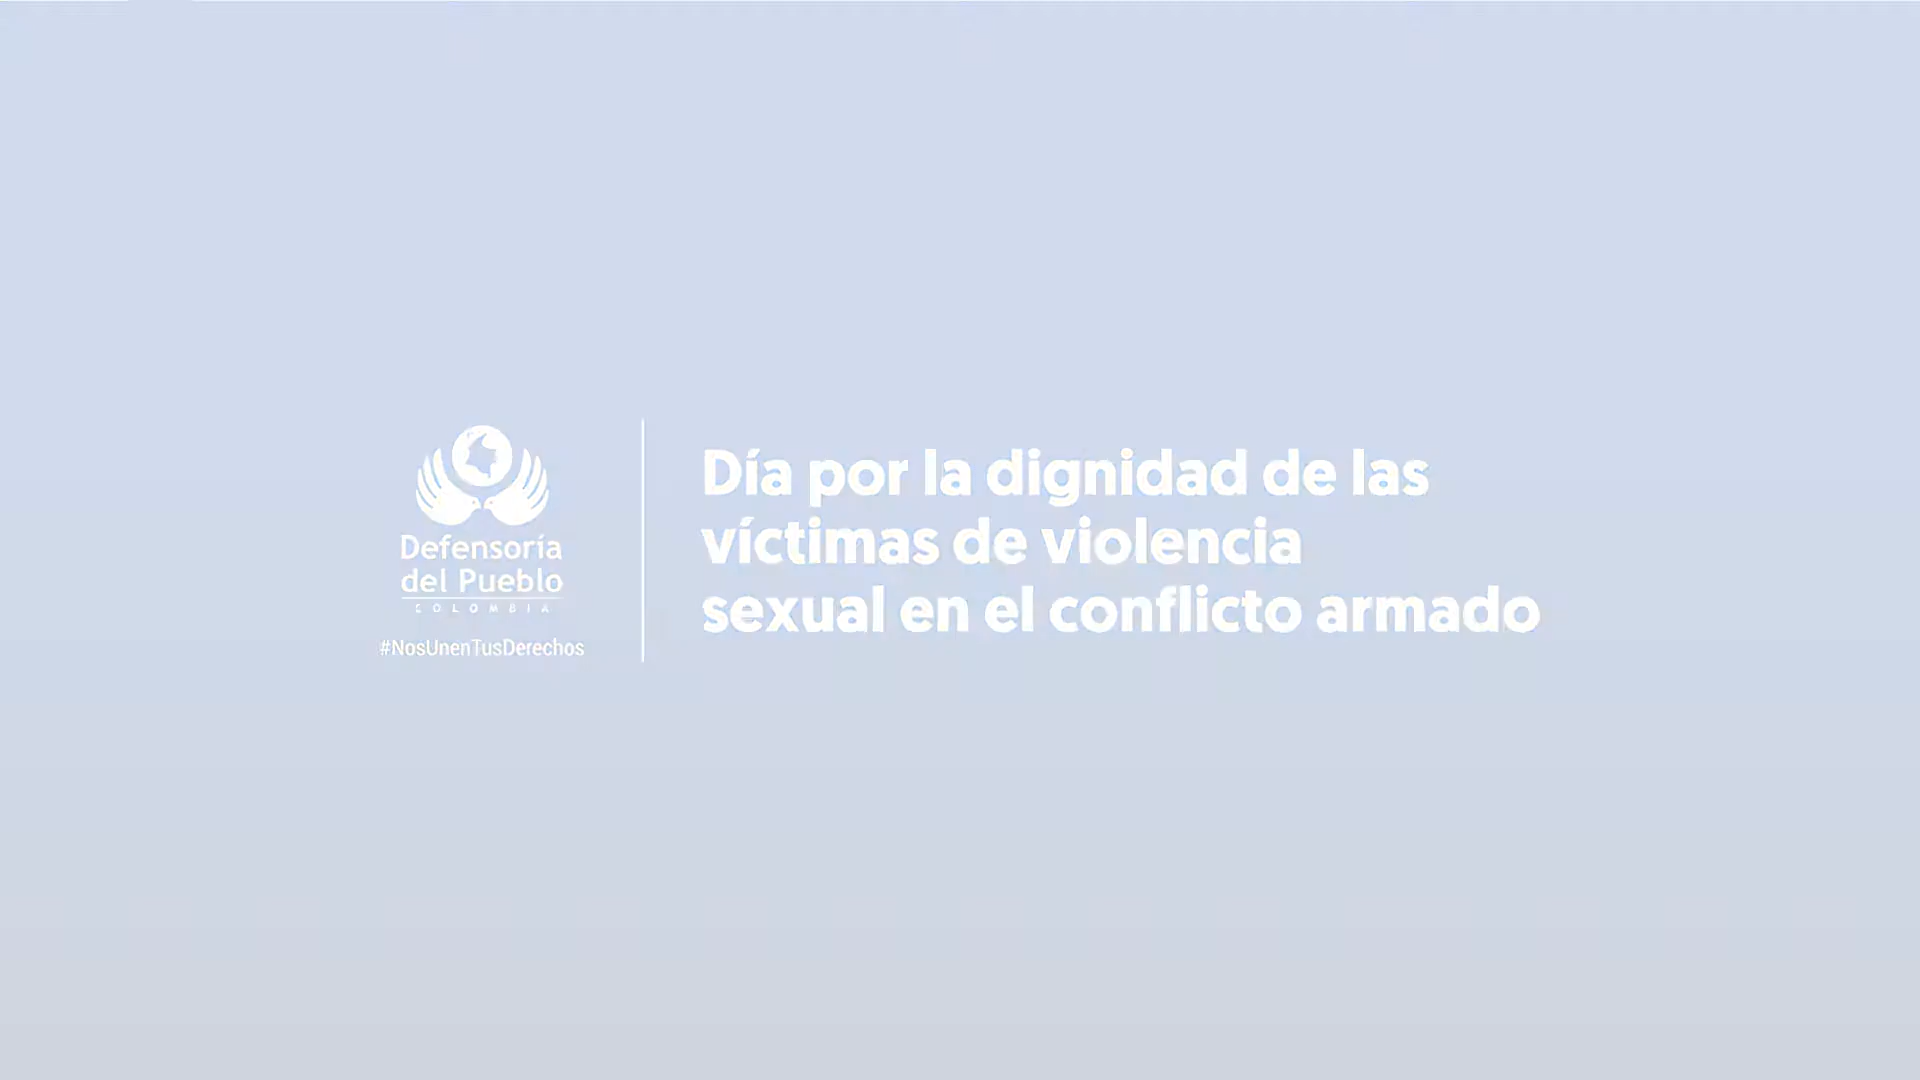 Defensoría
del Pueblo
COLOMBIA
#NosUnenTusDerechos
Día por la dignidad de las
víctimas de violencia
sexual en el conflicto armado